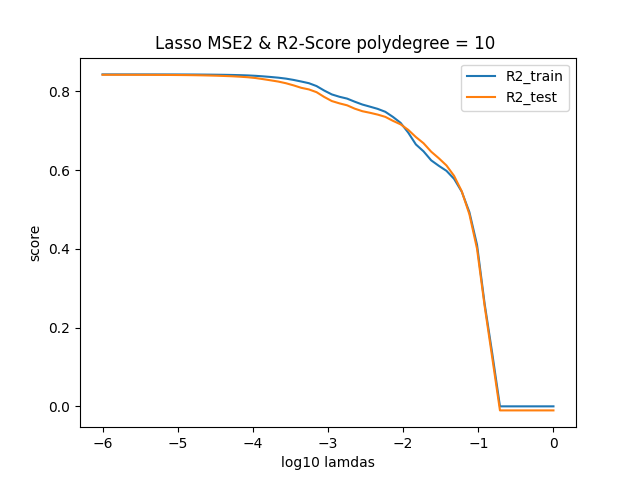 Lasso MSE2 & R2-Score polydegree = 10
R2_train
R2_test
score
0.8
0.6
0.4
0.2
0.0
−6 −5 −4 −3 −2 −1 0
log10 lamdas